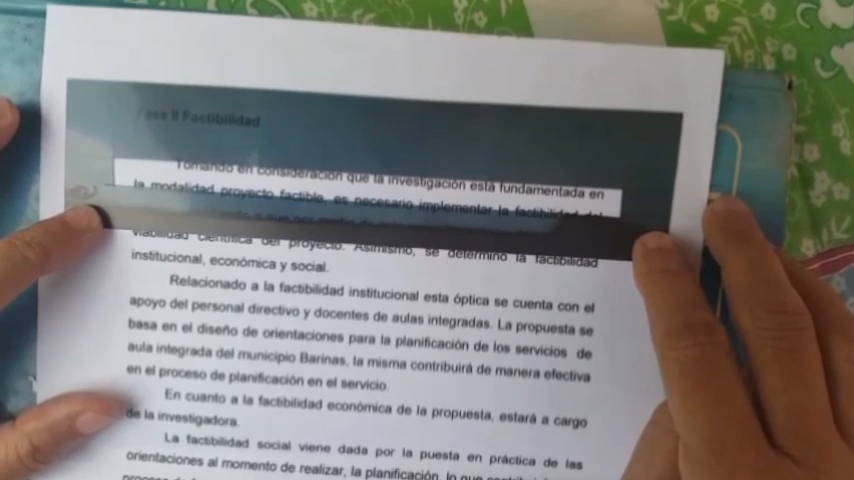 Fase II Factibilidad
Tomando en consideración que la investigación está fundamentada en
la modalidad proyecto factible, es necesario implementar la factibilidad del
viabilidad científica del proyecto. Asimismo, se determinó la factibilidad
institucional, económica y social.
Relacionado a la factibilidad institucional esta óptica se cuenta con el
apoyo del personal directivo y docentes de aulas integradas. La propuesta se
basa en el diseño de orientaciones para la planificación de los servicios de
aula integrada del municipio Barinas, la misma contribuirá de manera efectiva
en el proceso de planificación en el servicio.
En cuanto a la factibilidad económica de la propuesta, estará a cargo
de la investigadora.
La factibilidad social viene dada por la puesta en práctica de las
orientaciones al momento de realizar, la planificación, lo que